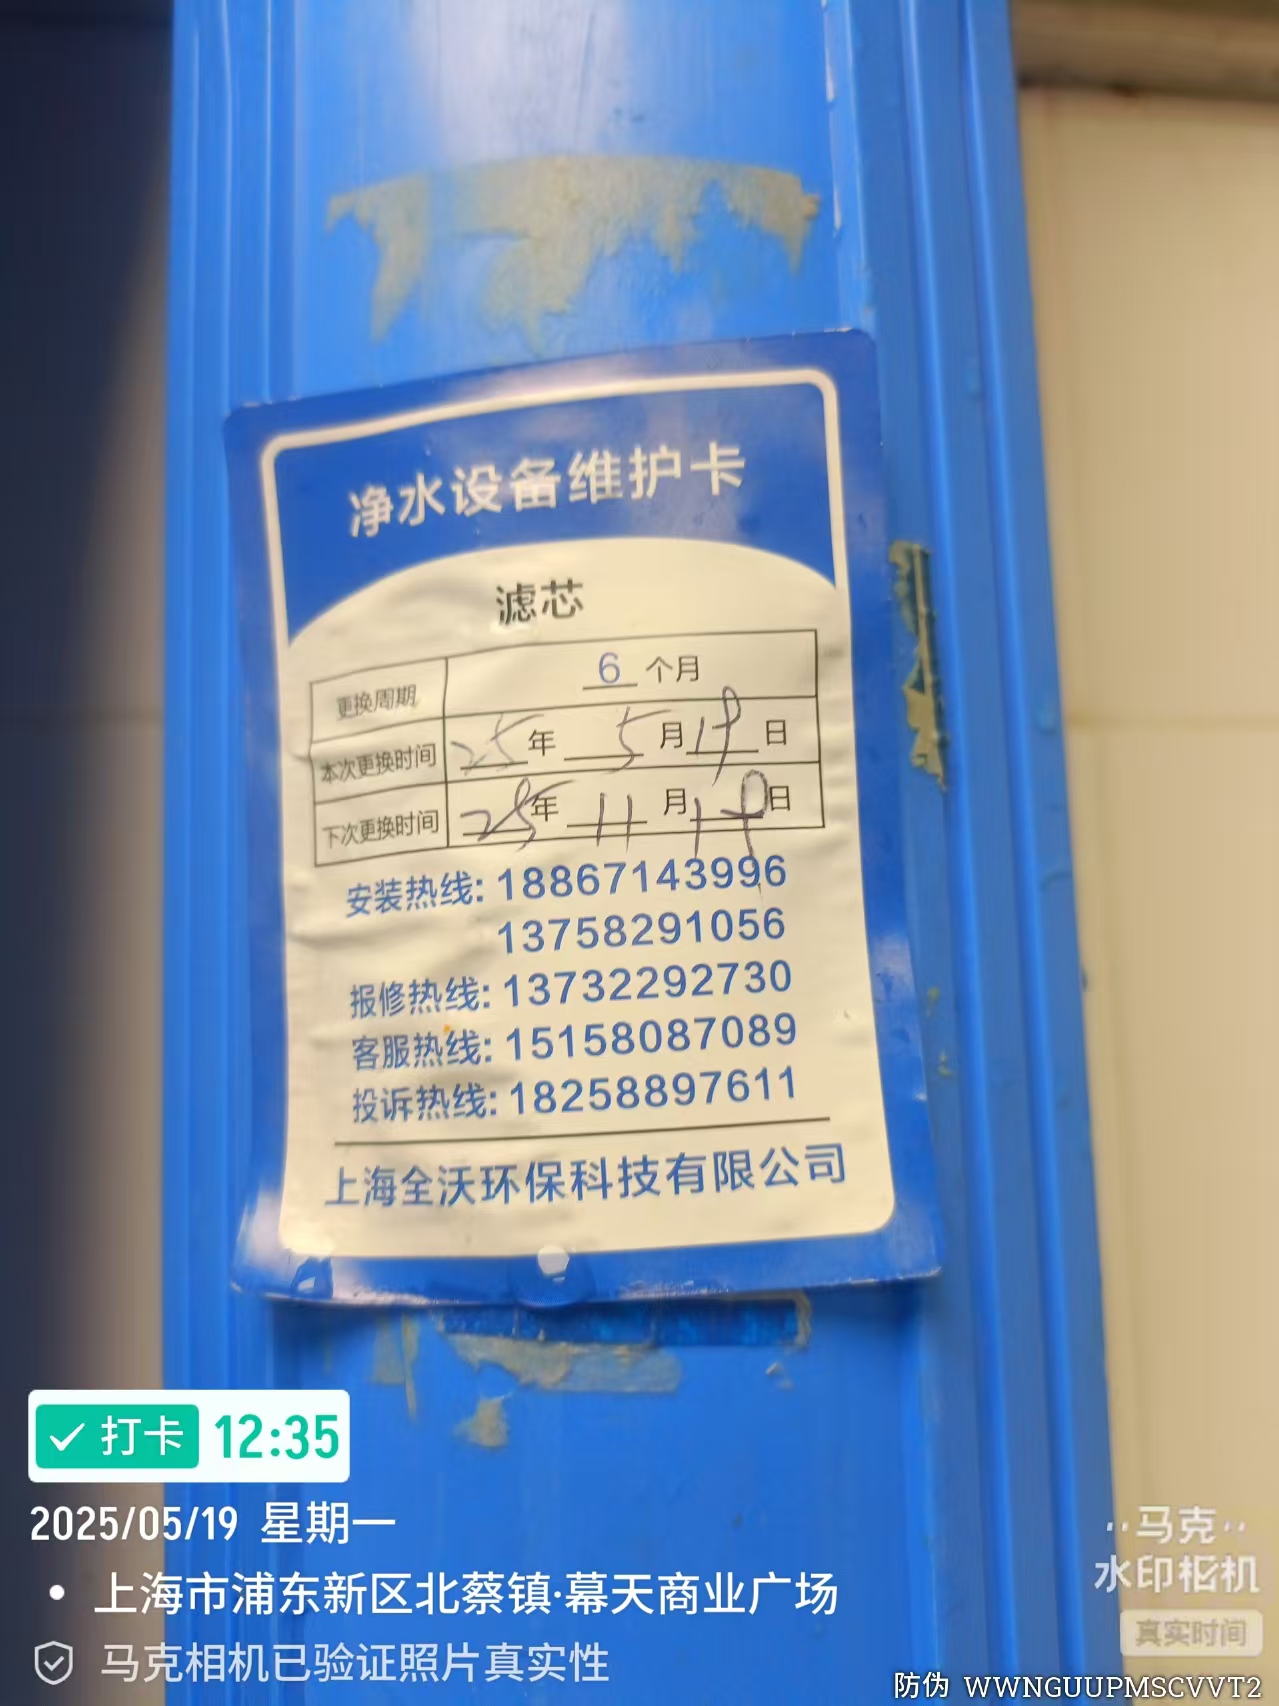 净水设备维护卡
滤芯
更换周期 6 个月
本次更换时间 25年 5 月 19 日
下次更换时间 25年 11 月 19 日
安装热线: 18867143996
13758291056
报修热线: 13732292730
客服热线: 15158087089
投诉热线: 18258897611
上海全沃环保科技有限公司
打卡 12:35
2025/05/19 星期一
上海市浦东新区北蔡镇·幕天商业广场
马克相机已验证照片真实性
马克
水印相机
真实时间
防伪 WWNGUUPMSCVVT2